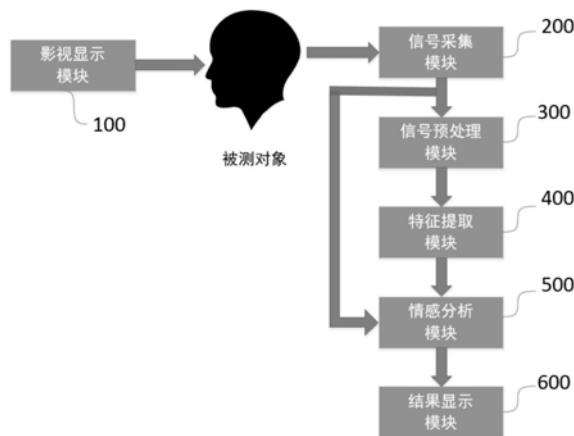 影视显示
模块
100
被测对象
信号采集
模块
200
信号预处理
模块
300
特征提取
模块
400
情感分析
模块
500
结果显示
模块
600